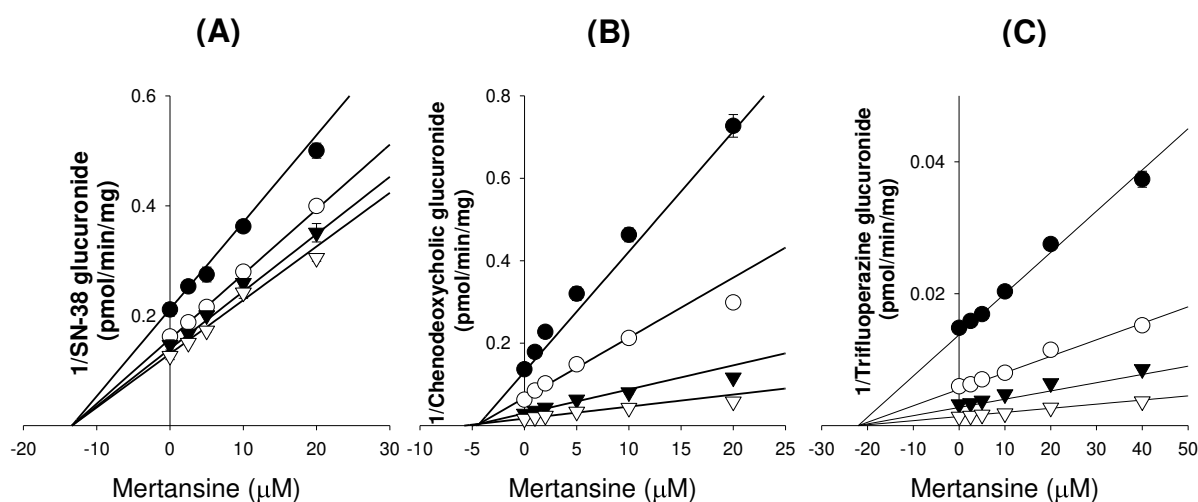 (A)
(B)
(C)
1/SN-38 glucuronide
(pmol/min/mg)
0.6
0.4
0.2
-20
-10
0
10
20
30
Mertansine (μM)
1/Chenodeoxycholic glucuronide
(pmol/min/mg)
0.8
0.6
0.4
0.2
-10
-5
0
5
10
15
20
25
Mertansine (μM)
1/Trifluoperazine glucuronide
(pmol/min/mg)
0.04
0.02
-30
-20
-10
0
10
20
30
40
50
Mertansine (μM)